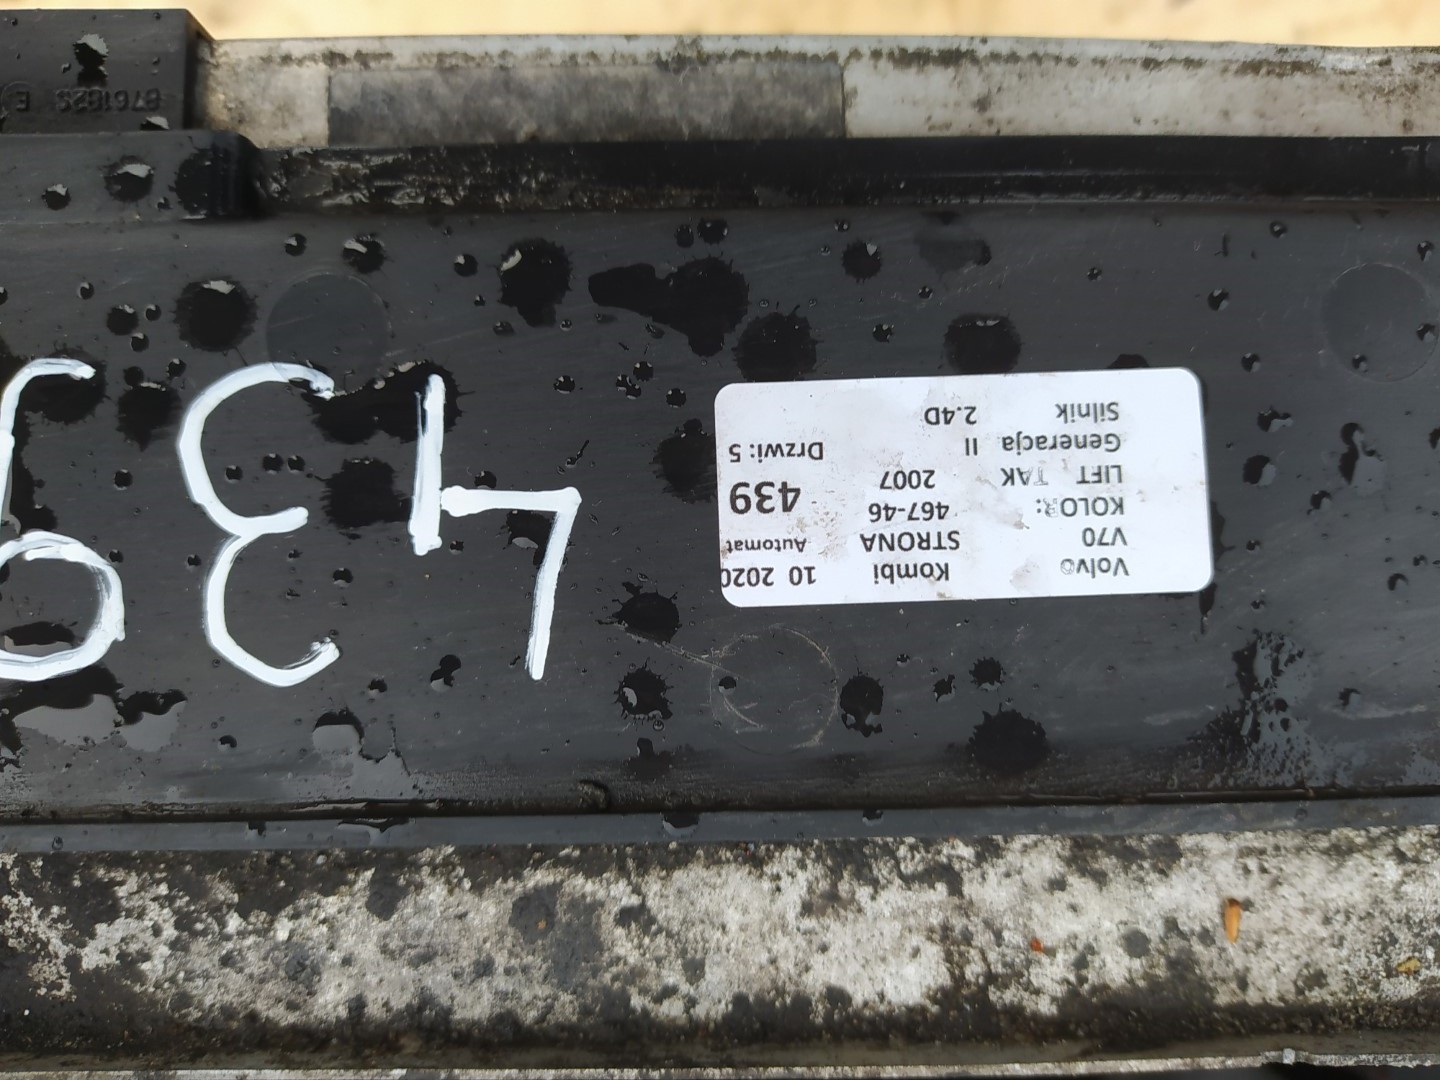 Volvo Kombi 10 2020
V70 STRONA Automat
KOLOR: 467-46 439
LIFT TAK 2007
Generacja II Drzwi: 5
Silnik 2.4D
439